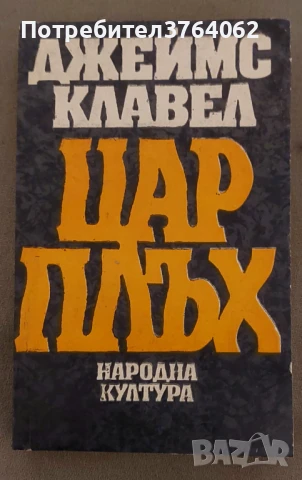 Потребител3764062
ДЖЕЙМС
КЛАВЕЛ
ЦАР
ПЛЪХ
НАРОДНА
КУЛТУРА
BAZAR